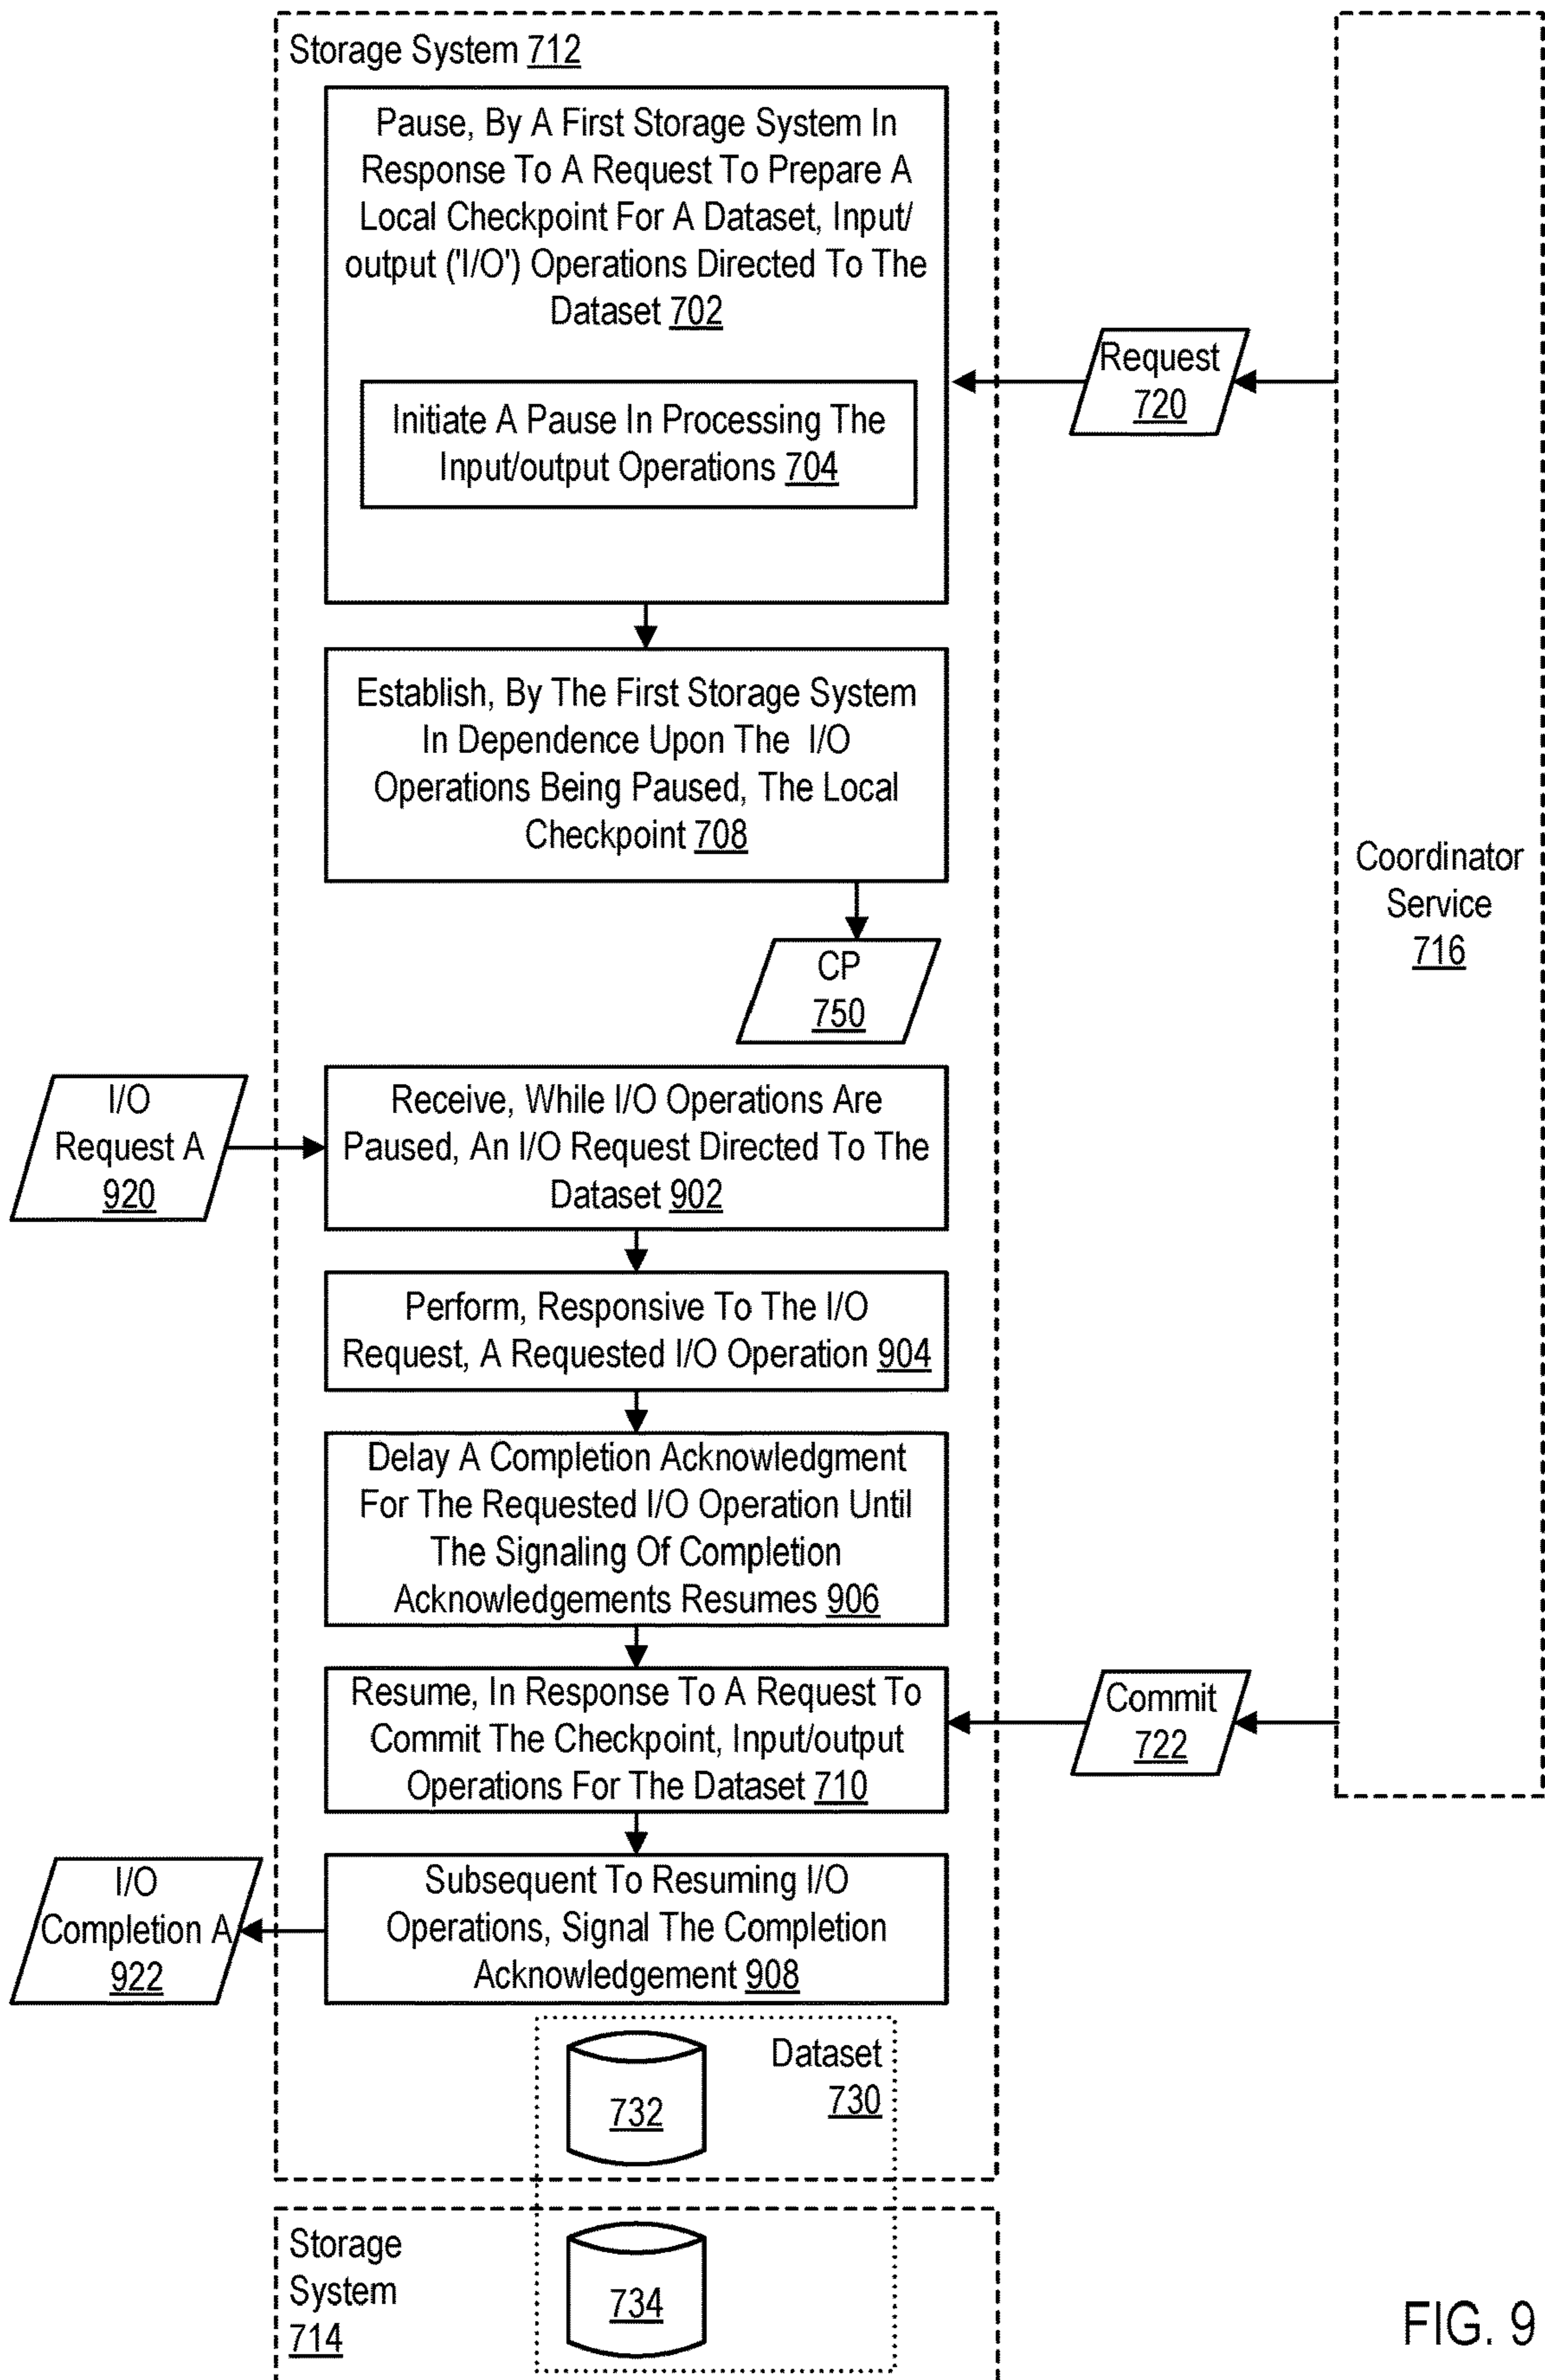 Storage System 712
Pause, By A First Storage System In
Response To A Request To Prepare A
Local Checkpoint For A Dataset, Input/
output ('I/O') Operations Directed To The
Dataset 702
Initiate A Pause In Processing The
Input/output Operations 704
Request
720
Establish, By The First Storage System
In Dependence Upon The I/O
Operations Being Paused, The Local
Checkpoint 708
Coordinator
Service
716
CP
750
I/O
Request A
920
Receive, While I/O Operations Are
Paused, An I/O Request Directed To The
Dataset 902
Perform, Responsive To The I/O
Request, A Requested I/O Operation 904
Delay A Completion Acknowledgment
For The Requested I/O Operation Until
The Signaling Of Completion
Acknowledgements Resumes 906
Resume, In Response To A Request To
Commit The Checkpoint, Input/output
Operations For The Dataset 710
Commit
722
I/O
Completion A
922
Subsequent To Resuming I/O
Operations, Signal The Completion
Acknowledgement 908
Dataset
730
732
Storage
System
714
734
FIG. 9